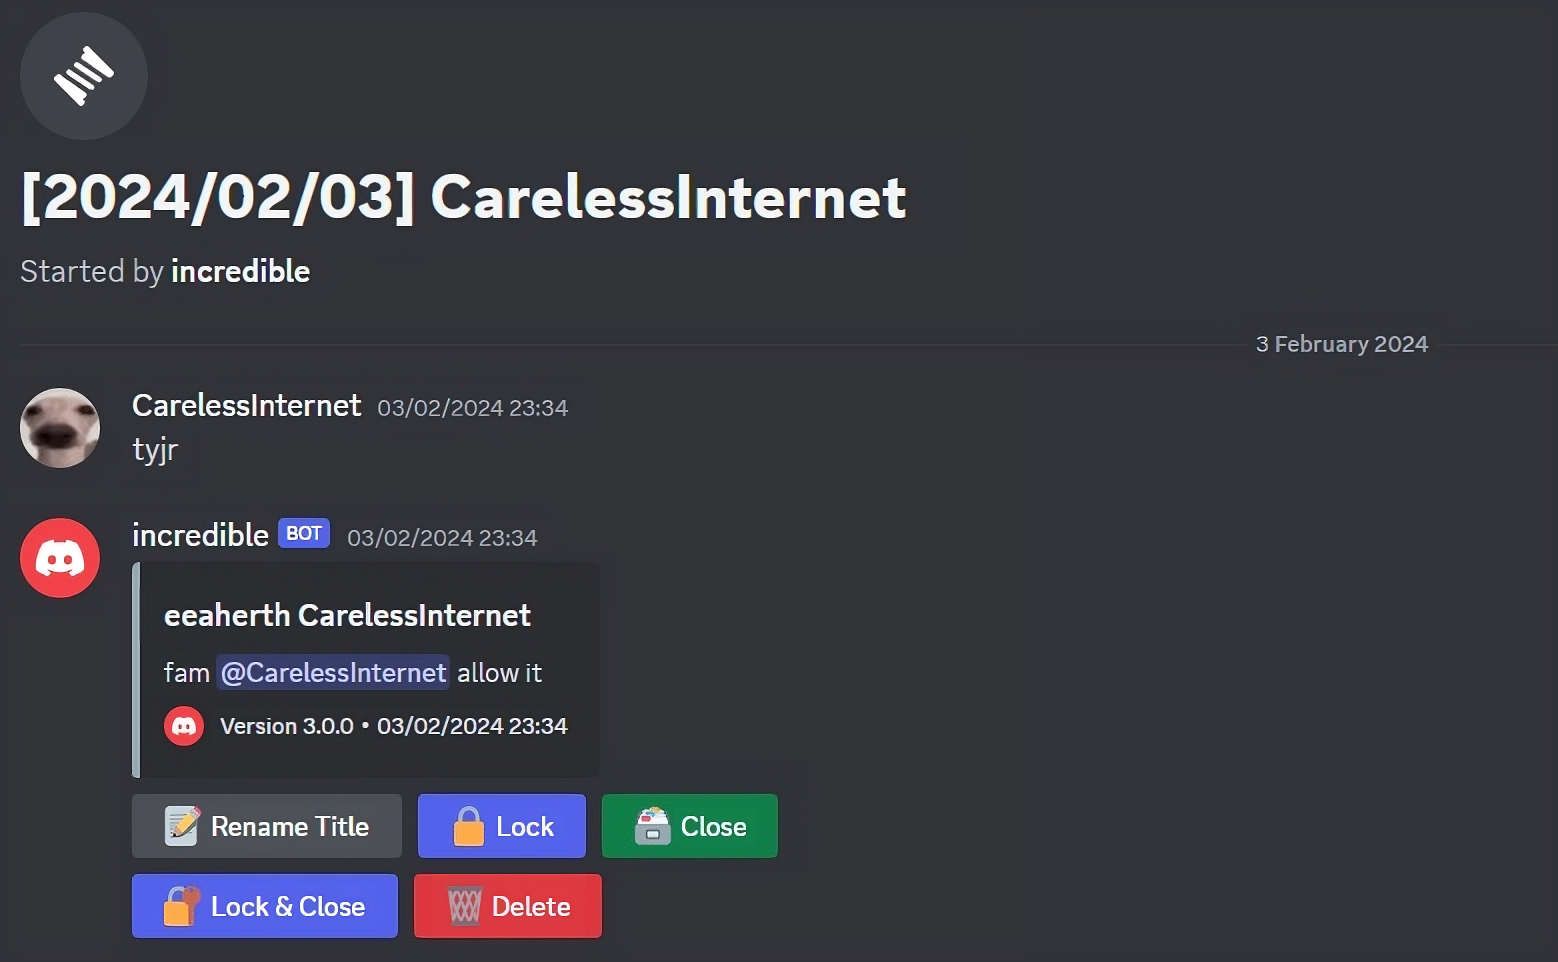 [2024/02/03] CarelessInternet
Started by incredible
3 February 2024
CarelessInternet 03/02/2024 23:34
tyjr
incredible BOT 03/02/2024 23:34
eeaherth CarelessInternet
fam @CarelessInternet allow it
Version 3.0.0 • 03/02/2024 23:34
Rename Title Lock Close
Lock & Close Delete